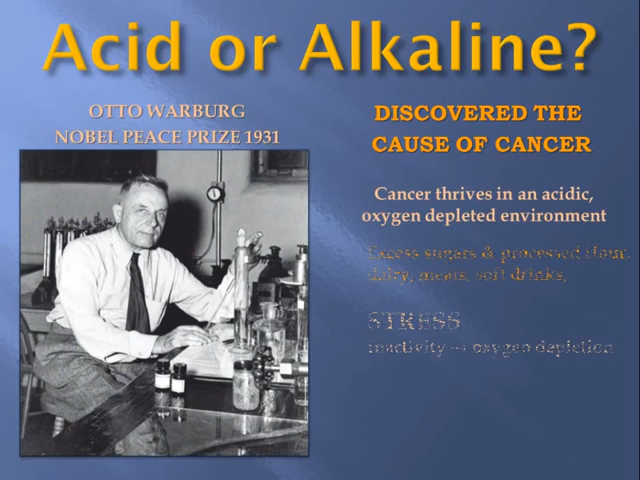 Acid or Alkaline?
OTTO WARBURG
NOBEL PEACE PRIZE 1931
DISCOVERED THE
CAUSE OF CANCER
Cancer thrives in an acidic,
oxygen depleted environment
Excess sugars & processed flour,
dairy, meats, soft drinks,
STRESS
inactivity → oxygen depletion